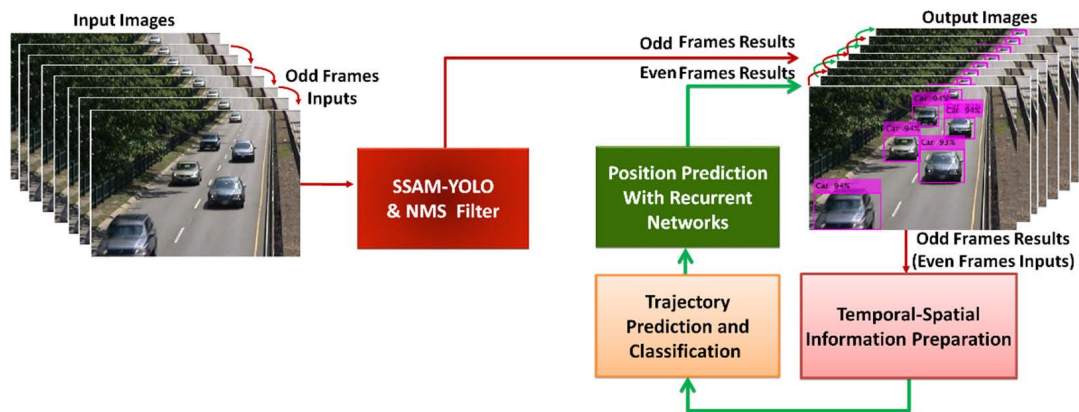 Input Images
Odd Frames
Inputs
SSAM-YOLO
& NMS Filter
Odd Frames Results
Even Frames Results
Position Prediction
With Recurrent
Networks
Trajectory
Prediction and
Classification
Output Images
Car 94%
94%
Car 94%
Car 93%
Car 94%
Odd Frames Results
(Even Frames Inputs)
Temporal-Spatial
Information Preparation